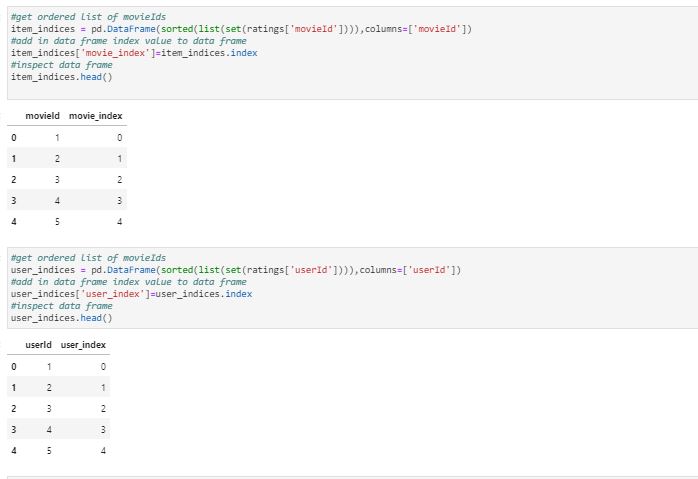 #get ordered list of movieIds
item_indices = pd.DataFrame(sorted(list(set(ratings['movieId']))),columns=['movieId'])
#add in data frame index value to data frame
item_indices['movie_index']=item_indices.index
#inspect data frame
item_indices.head()
movieId movie_index
0 1 0
1 2 1
2 3 2
3 4 3
4 5 4
#get ordered list of movieIds
user_indices = pd.DataFrame(sorted(list(set(ratings['userId']))),columns=['userId'])
#add in data frame index value to data frame
user_indices['user_index']=user_indices.index
#inspect data frame
user_indices.head()
userId user_index
0 1 0
1 2 1
2 3 2
3 4 3
4 5 4